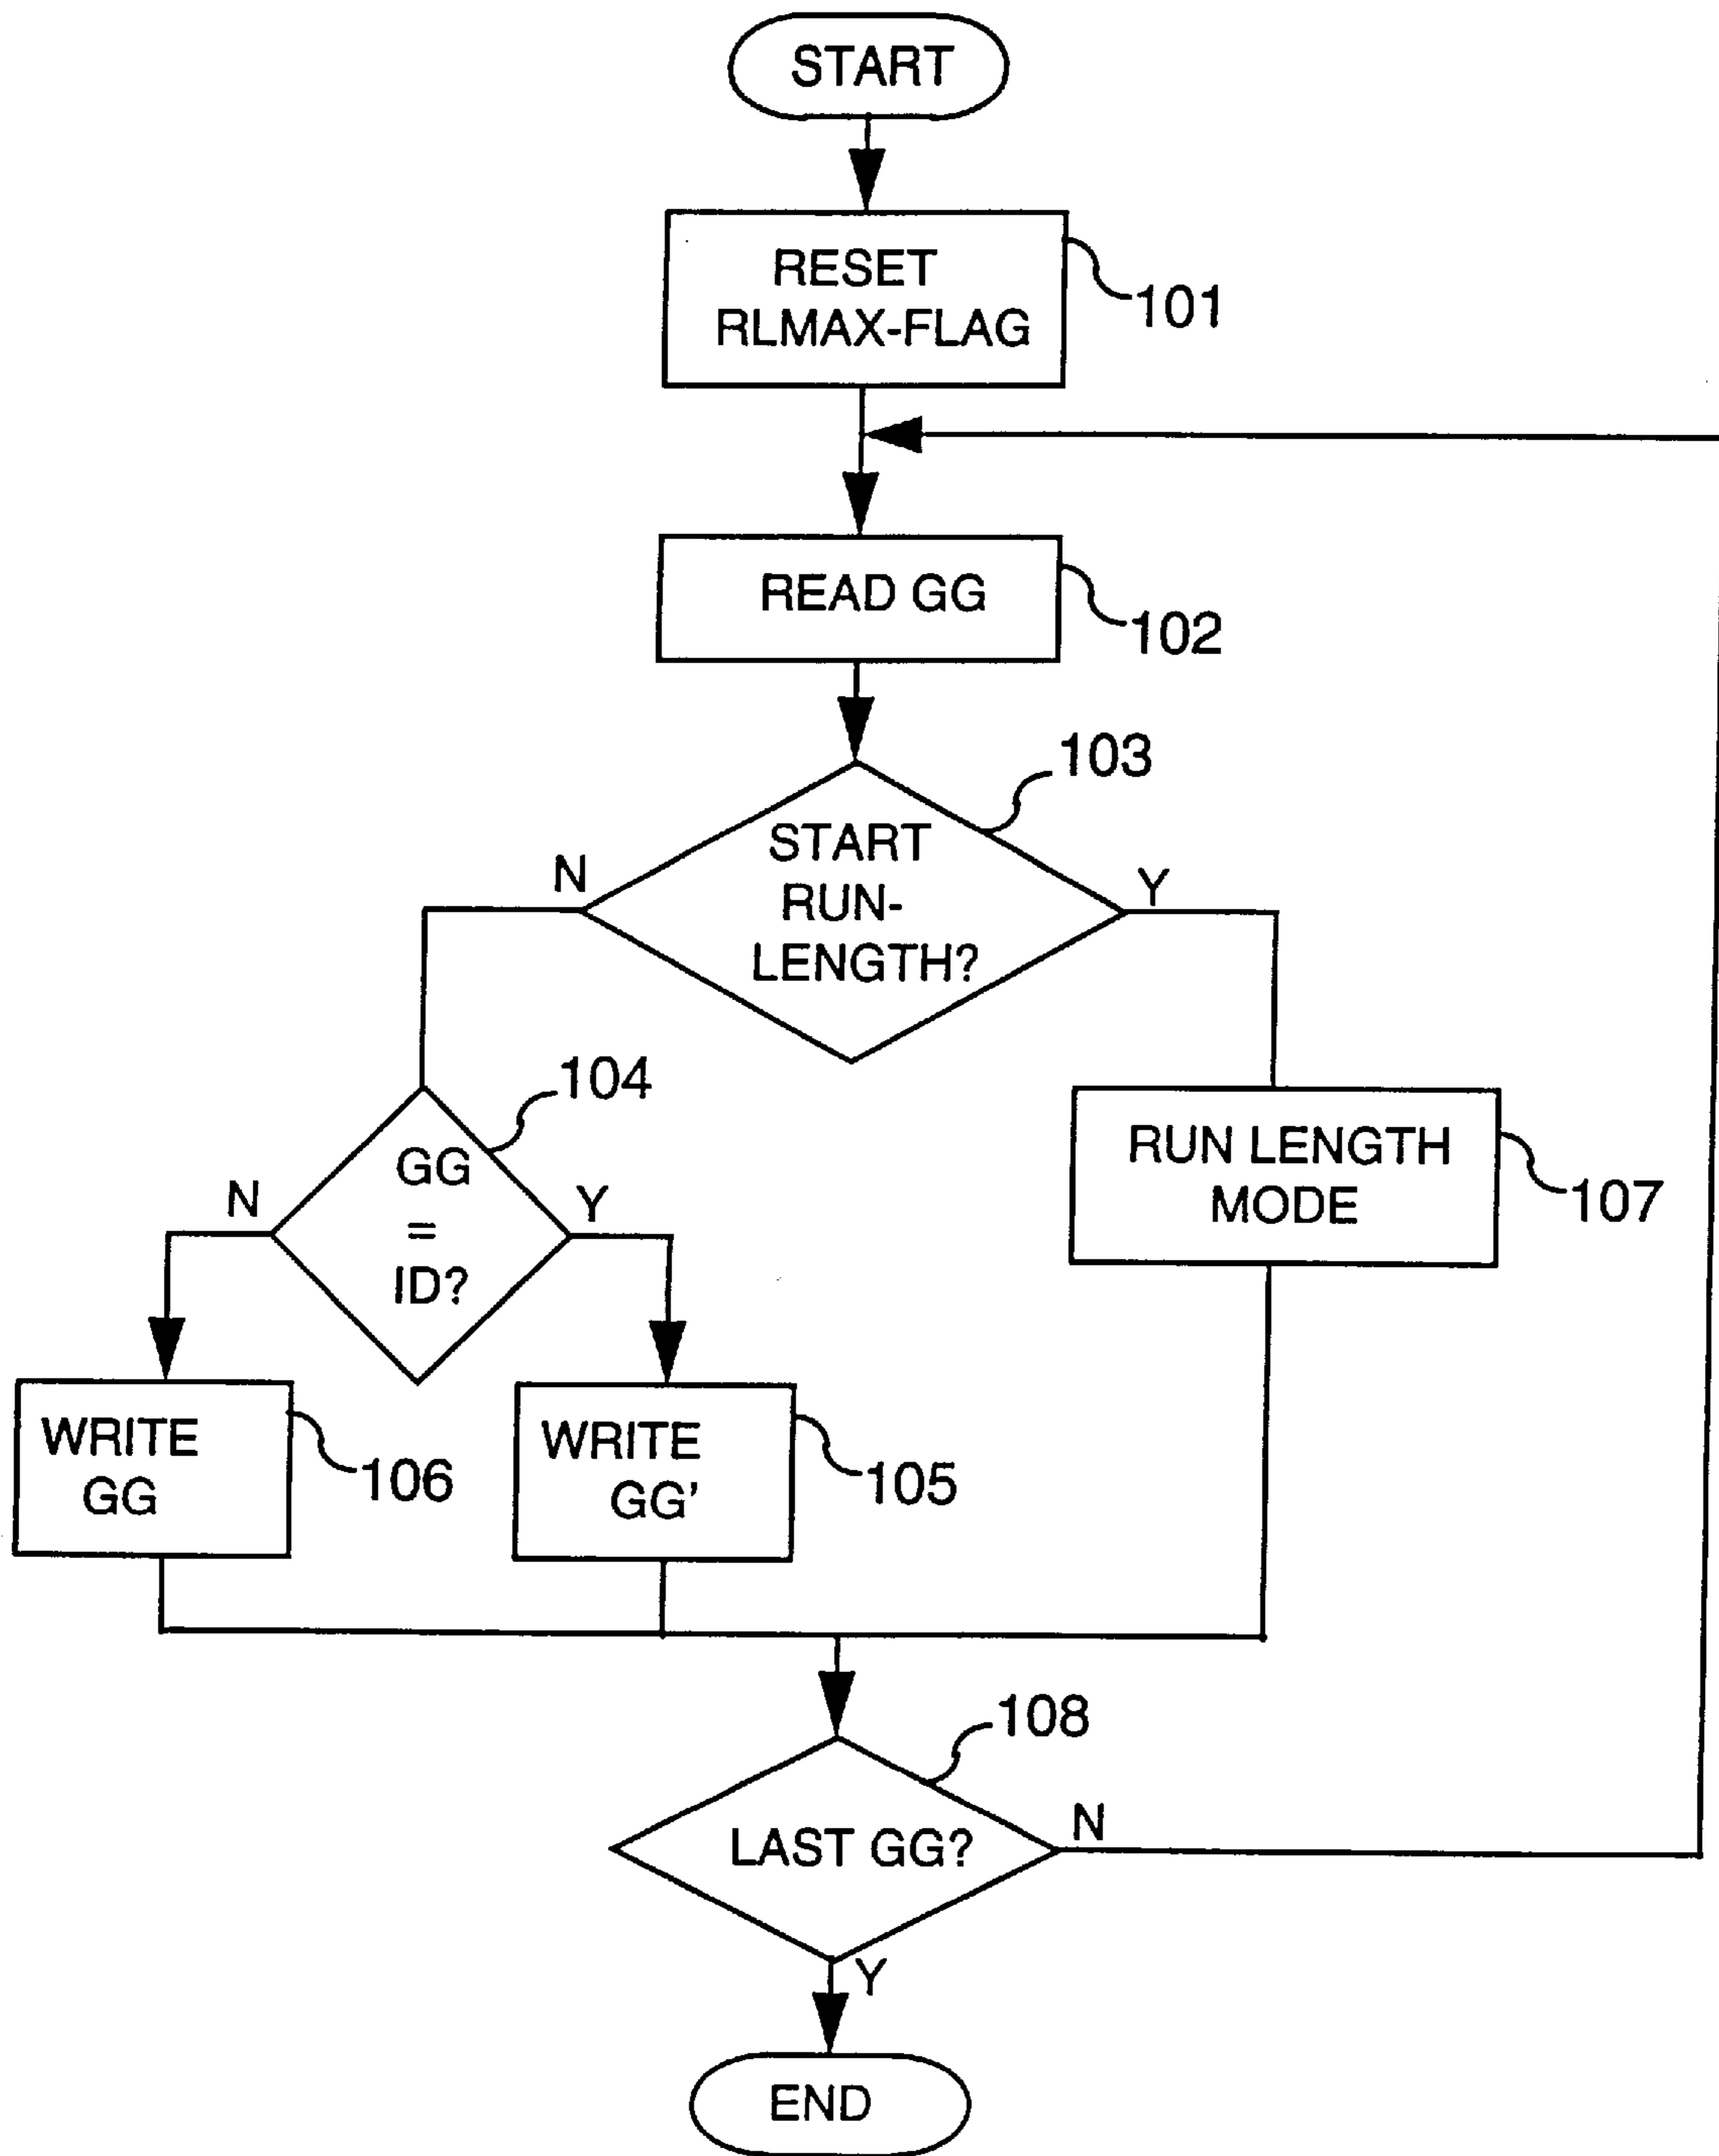 START
RESET
RLMAX-FLAG
101
READ GG
102
103
START
RUN-
LENGTH?
N
Y
104
GG
=
ID?
N
Y
RUN LENGTH
MODE
107
WRITE
GG
106
WRITE
GG'
105
108
LAST GG?
N
Y
END